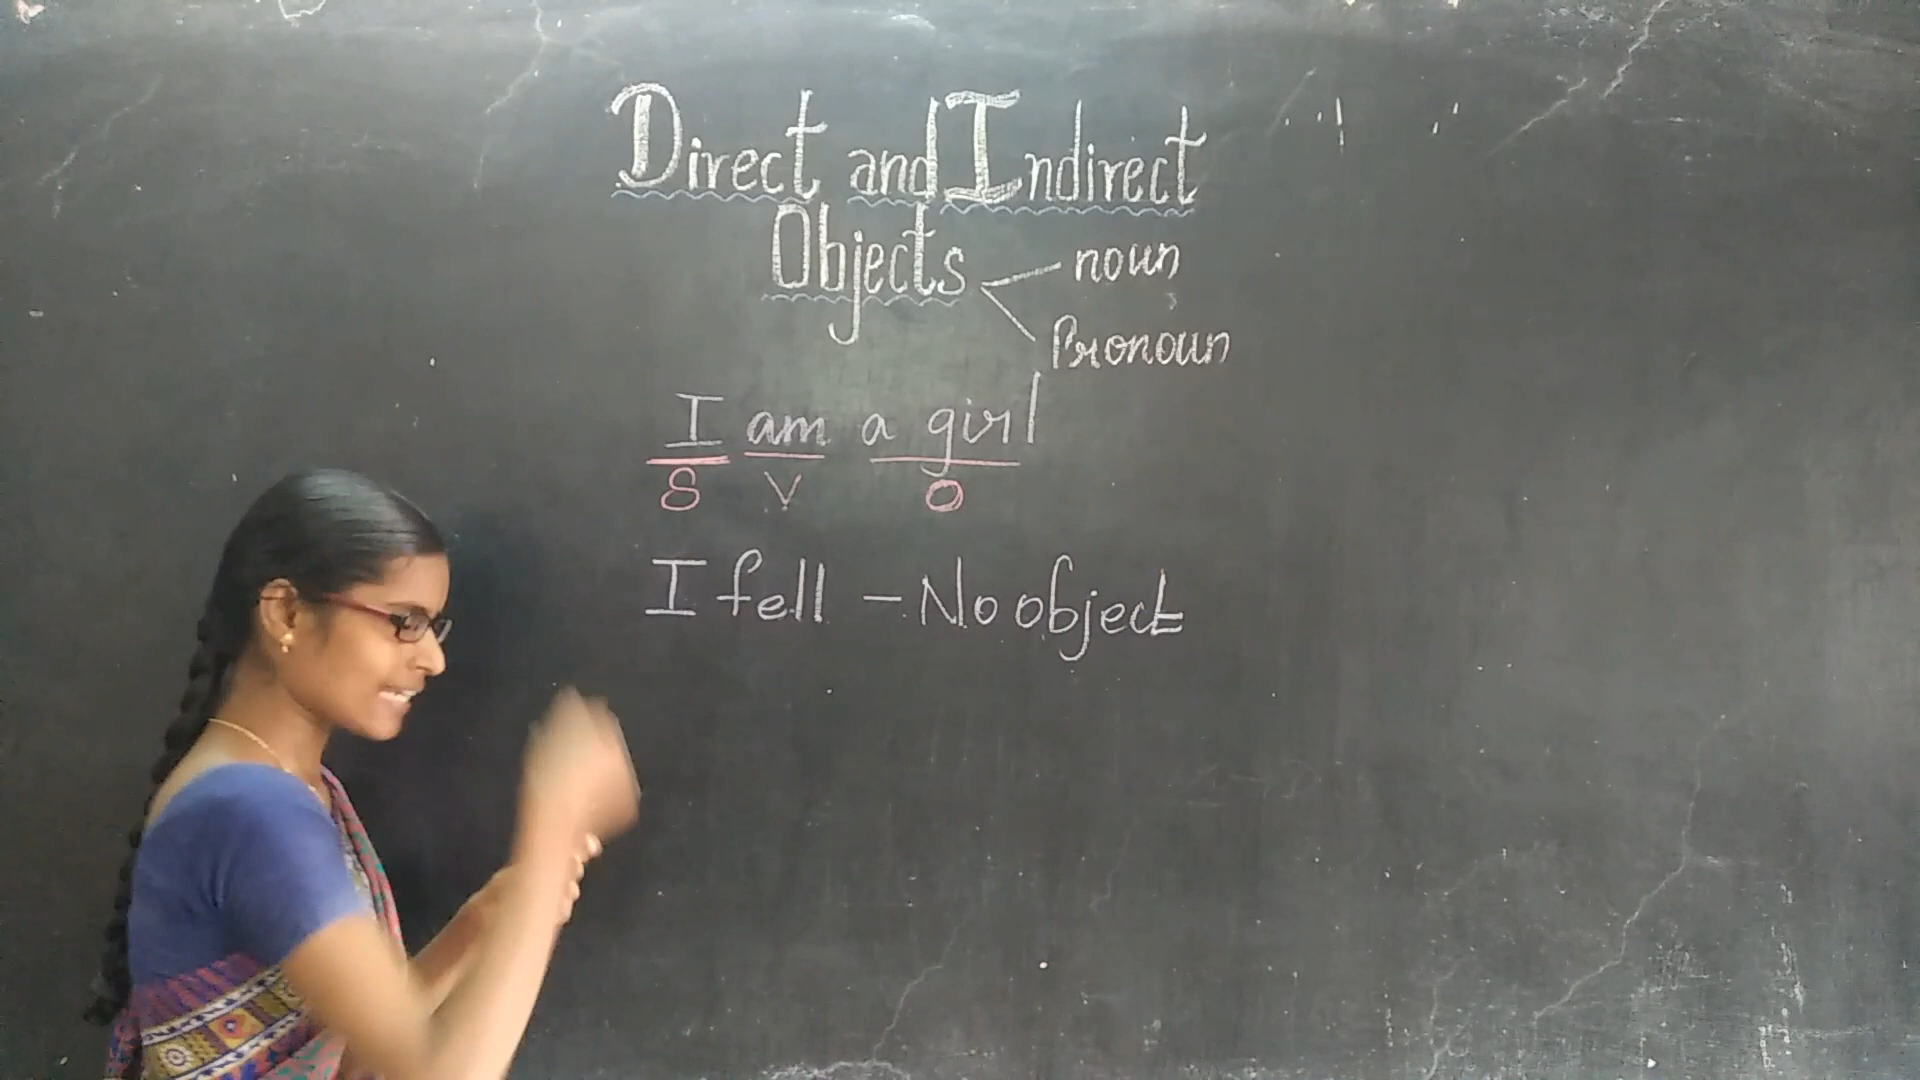 Direct and Indirect
Objects
noun
Pronoun
I am a girl
S V O
I fell - No object